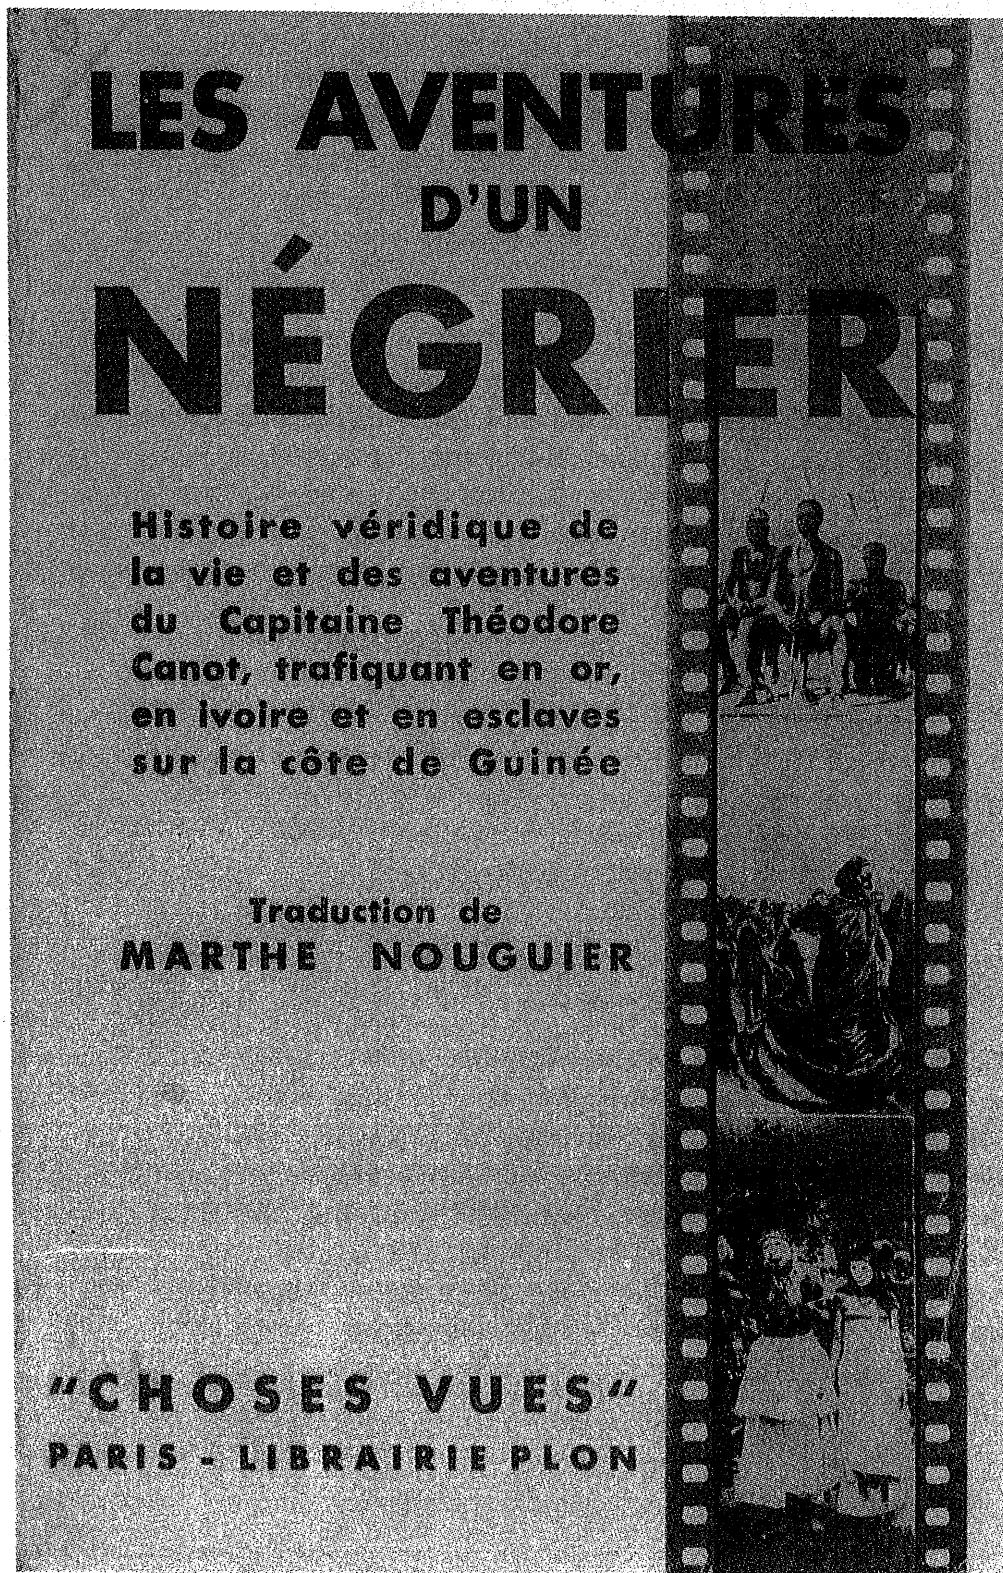 LES AVENTURES
D'UN
NÉGRIER
Histoire véridique de
la vie et des aventures
du Capitaine Théodore
Canot, trafiquant en or,
en ivoire et en esclaves
sur la côte de Guinée
Traduction de
MARTHE NOUGUIER
"CHOSES VUES"
PARIS - LIBRAIRIE PLON